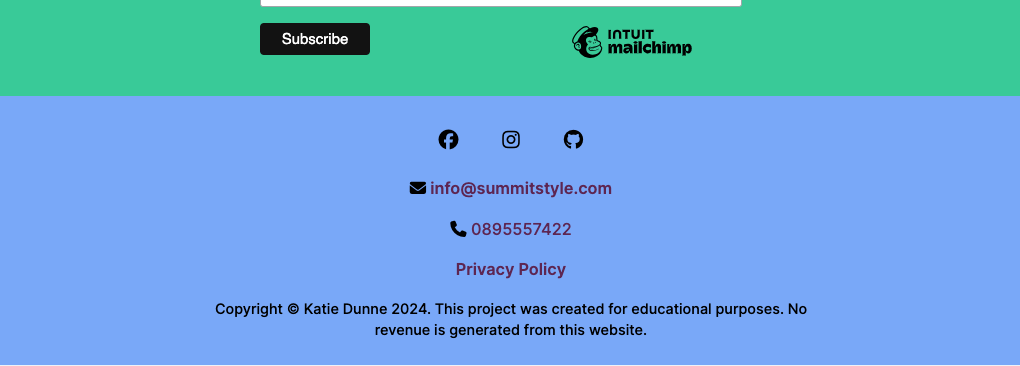 Subscribe
INTUIT
mailchimp
info@summitstyle.com
0895557422
Privacy Policy
Copyright © Katie Dunne 2024. This project was created for educational purposes. No
revenue is generated from this website.